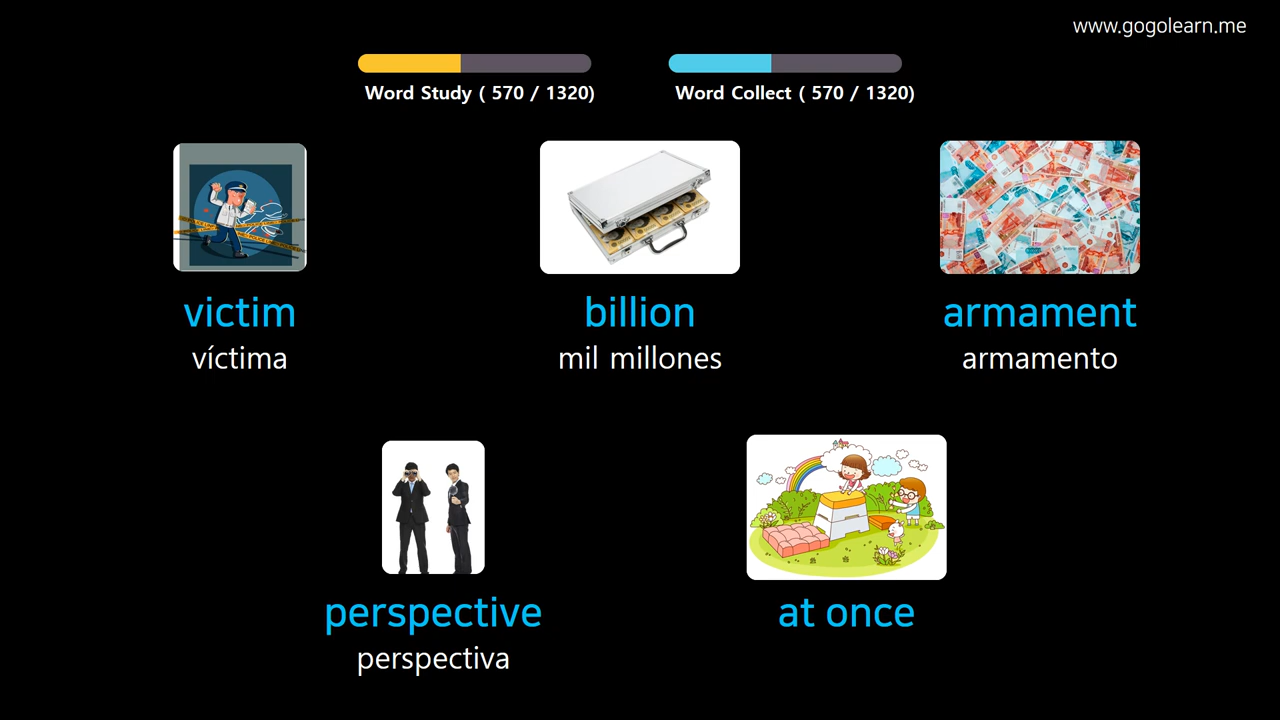 www.gogolearn.me
Word Study ( 570 / 1320)
Word Collect ( 570 / 1320)
victim
víctima
billion
mil millones
armament
armamento
perspective
perspectiva
at once